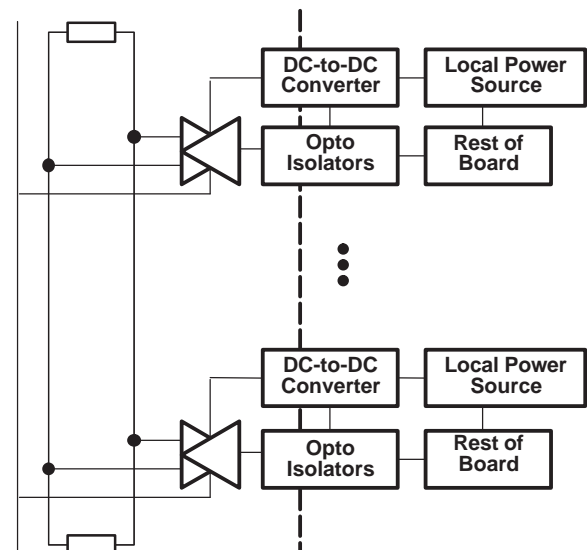 DC-to-DC
Converter
Local Power
Source
Opto
Isolators
Rest of
Board
DC-to-DC
Converter
Local Power
Source
Opto
Isolators
Rest of
Board